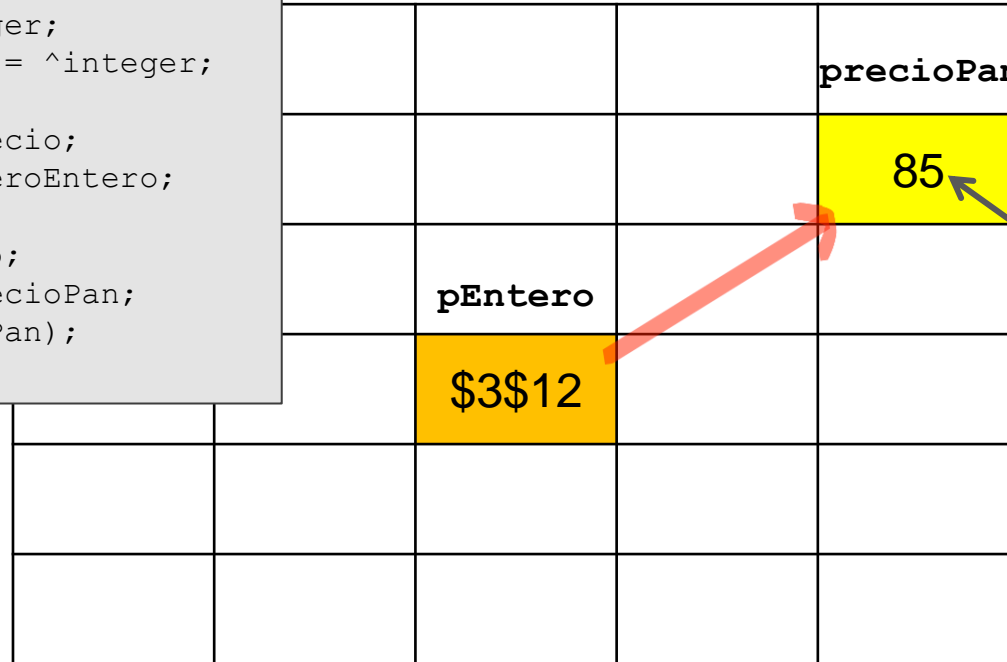 ger;
= ^integer;
ecio;
eroEntero;
;
ecioPan;
Pan);
precioPan
85
pEntero
$3$12